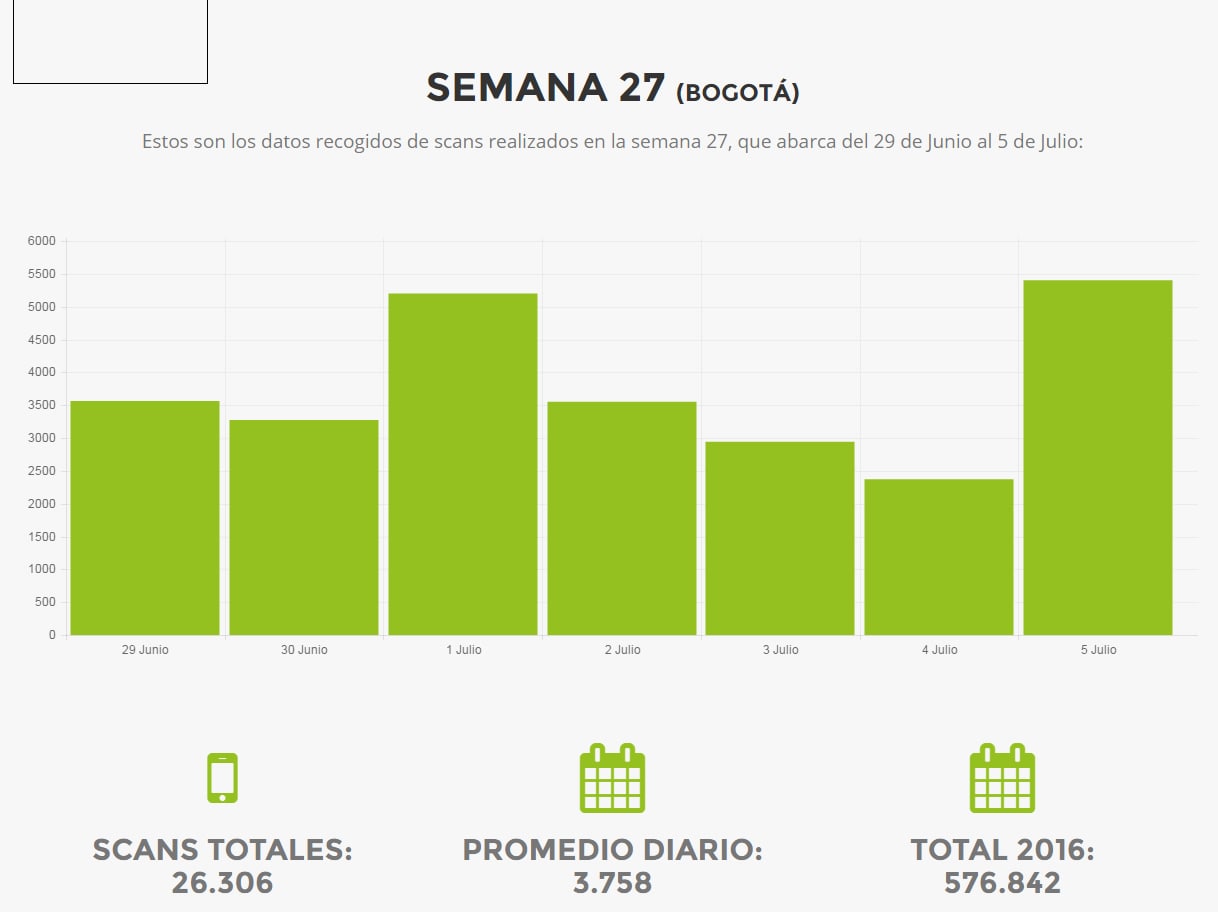 SEMANA 27 (BOGOTÁ)
Estos son los datos recogidos de scans realizados en la semana 27, que abarca del 29 de Junio al 5 de Julio:
6000
5500
5000
4500
4000
3500
3000
2500
2000
1500
1000
500
0
29 Junio 30 Junio 1 Julio 2 Julio 3 Julio 4 Julio 5 Julio
SCANS TOTALES: PROMEDIO DIARIO: TOTAL 2016:
26.306 3.758 576.842